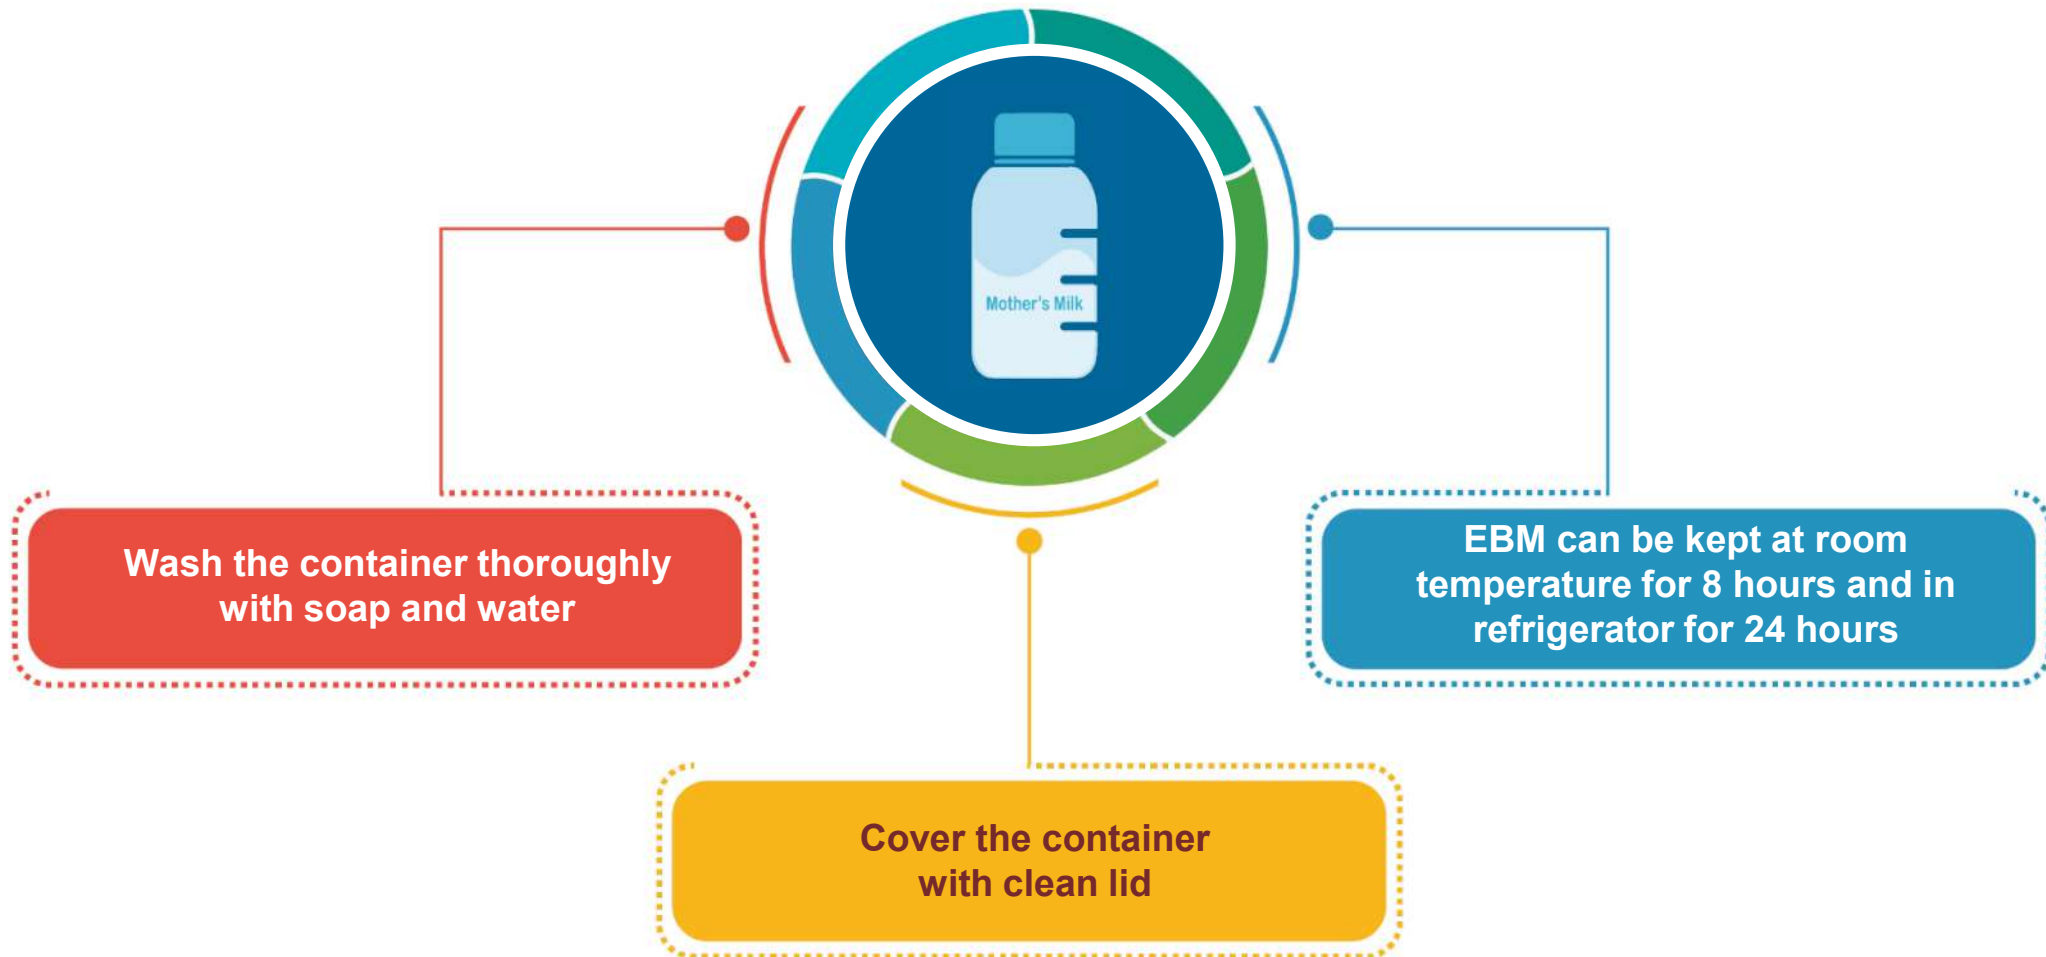 Mother's Milk
Wash the container thoroughly
with soap and water
EBM can be kept at room
temperature for 8 hours and in
refrigerator for 24 hours
Cover the container
with clean lid